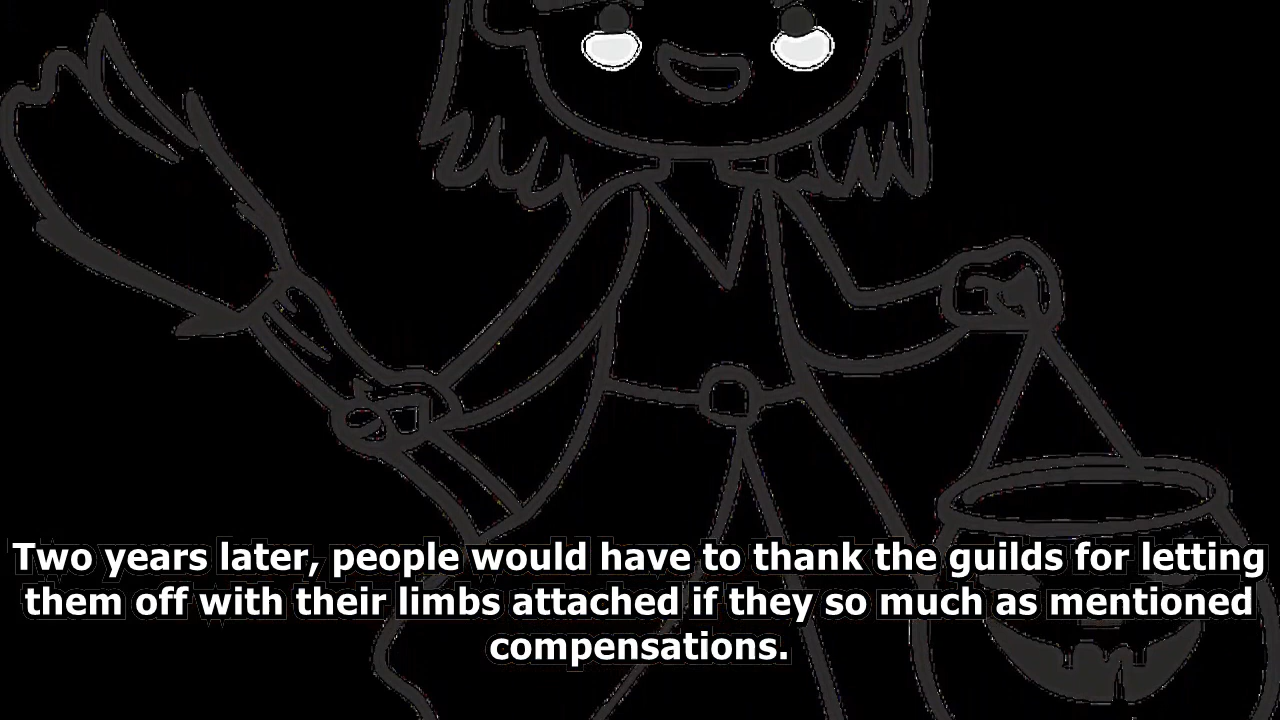 Two years later, people would have to thank the guilds for letting
them off with their limbs attached if they so much as mentioned
compensations.